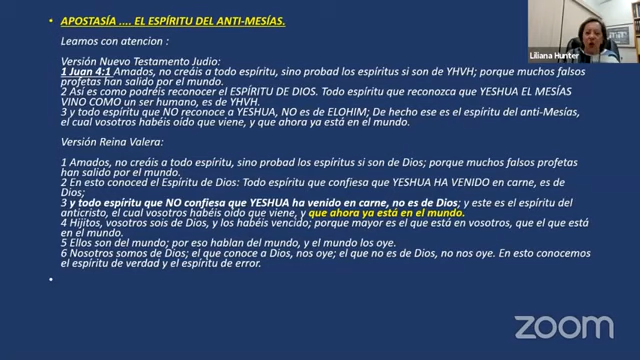 • APOSTASÍA .... EL ESPÍRITU DEL ANTI-MESÍAS.
Leamos con atencion :
Versión Nuevo Testamento Judio:
1 Juan 4:1 Amados, no creáis a todo espíritu, sino probad los espíritus si son de YHVH; porque muchos falsos
profetas han salido por el mundo.
2 Así es como podréis reconocer el ESPÍRITU DE DIOS. Todo espíritu que reconozca que YESHUA EL MESÍAS
VINO COMO un ser humano, es de YHVH.
3 y todo espíritu que NO reconoce a YESHUA, NO es de ELOHIM; De hecho ese es el espíritu del anti-Mesías,
el cual vosotros habéis oído que viene, y que ahora ya está en el mundo.
Versión Reina Valera:
1 Amados, no creáis a todo espíritu, sino probad los espíritus si son de Dios; porque muchos falsos profetas
han salido por el mundo.
2 En esto conoced el Espíritu de Dios: Todo espíritu que confiesa que YESHUA HA VENIDO en carne, es de
Dios;
3 y todo espíritu que NO confiesa que YESHUA ha venido en carne, no es de Dios; y este es el espíritu del
anticristo, el cual vosotros habéis oído que viene, y que ahora ya está en el mundo.
4 Hijitos, vosotros sois de Dios, y los habéis vencido; porque mayor es el que está en vosotros, que el que está
en el mundo.
5 Ellos son del mundo; por eso hablan del mundo, y el mundo los oye.
6 Nosotros somos de Dios; el que conoce a Dios, nos oye; el que no es de Dios, no nos oye. En esto conocemos
el espíritu de verdad y el espíritu de error.
•
Liliana Hunter
zoom